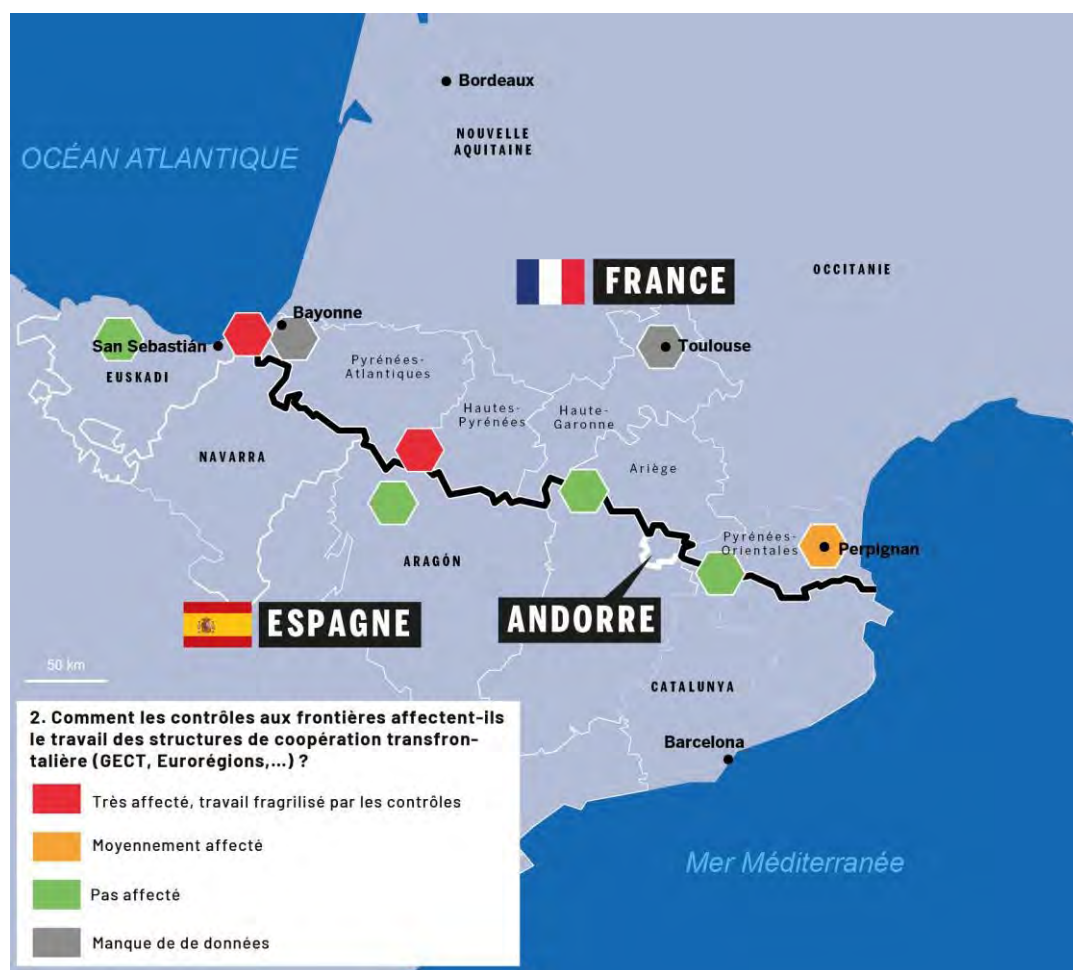 Bordeaux
NOUVELLE
AQUITAINE
OCÉAN ATLANTIQUE
FRANCE
OCCITANIE
Bayonne
San Sebastián
Toulouse
EUSKADI
Pyrénées-
Atlantiques
Hautes-
Pyrénées
Haute-
Garonne
NAVARRA
Ariège
Pyrénées-
Orientales
Perpignan
ARAGÓN
ESPAGNE
ANDORRE
50 km
CATALUNYA
Barcelona
Mer Méditerranée
2. Comment les contrôles aux frontières affectent-ils
le travail des structures de coopération transfron-
talière (GECT, Eurorégions,...) ?
Très affecté, travail fragrilisé par les contrôles
Moyennement affecté
Pas affecté
Manque de de données